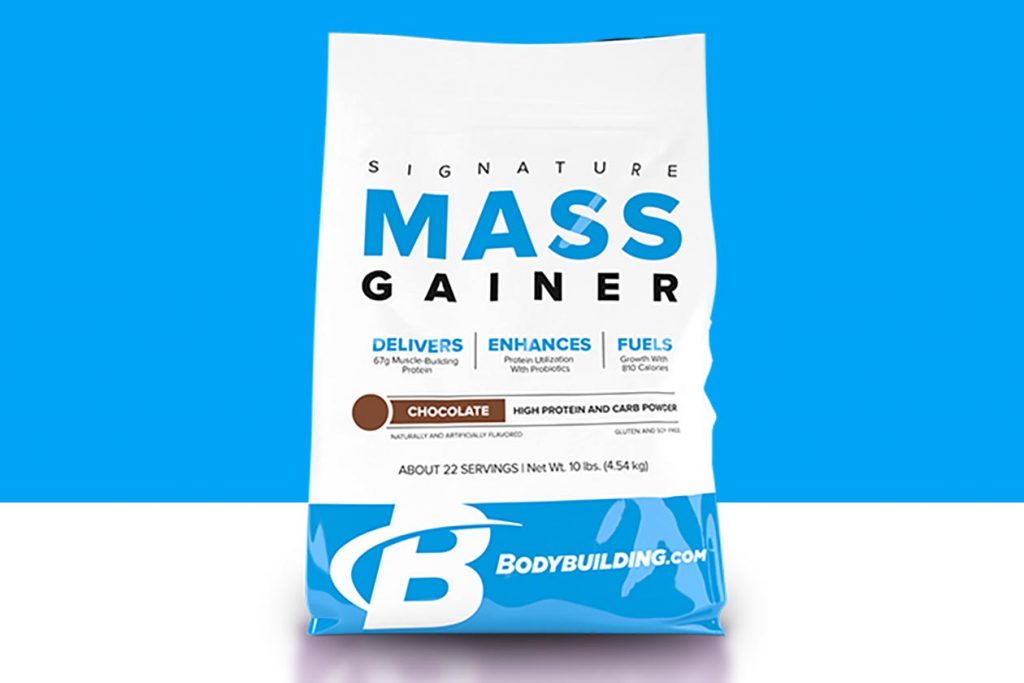 SIGNATURE
MASS
GAINER
DELIVERS
67g Muscle-Building
Protein
ENHANCES
Protein Utilization
With Probiotics
FUELS
Growth With
810 Calories
CHOCOLATE
HIGH PROTEIN AND CARB POWDER
NATURALLY AND ARTIFICIALLY FLAVORED
GLUTEN AND SOY FREE
ABOUT 22 SERVINGS | Net Wt. 10 lbs. (4.54 kg)
B
BODYBUILDING.COM